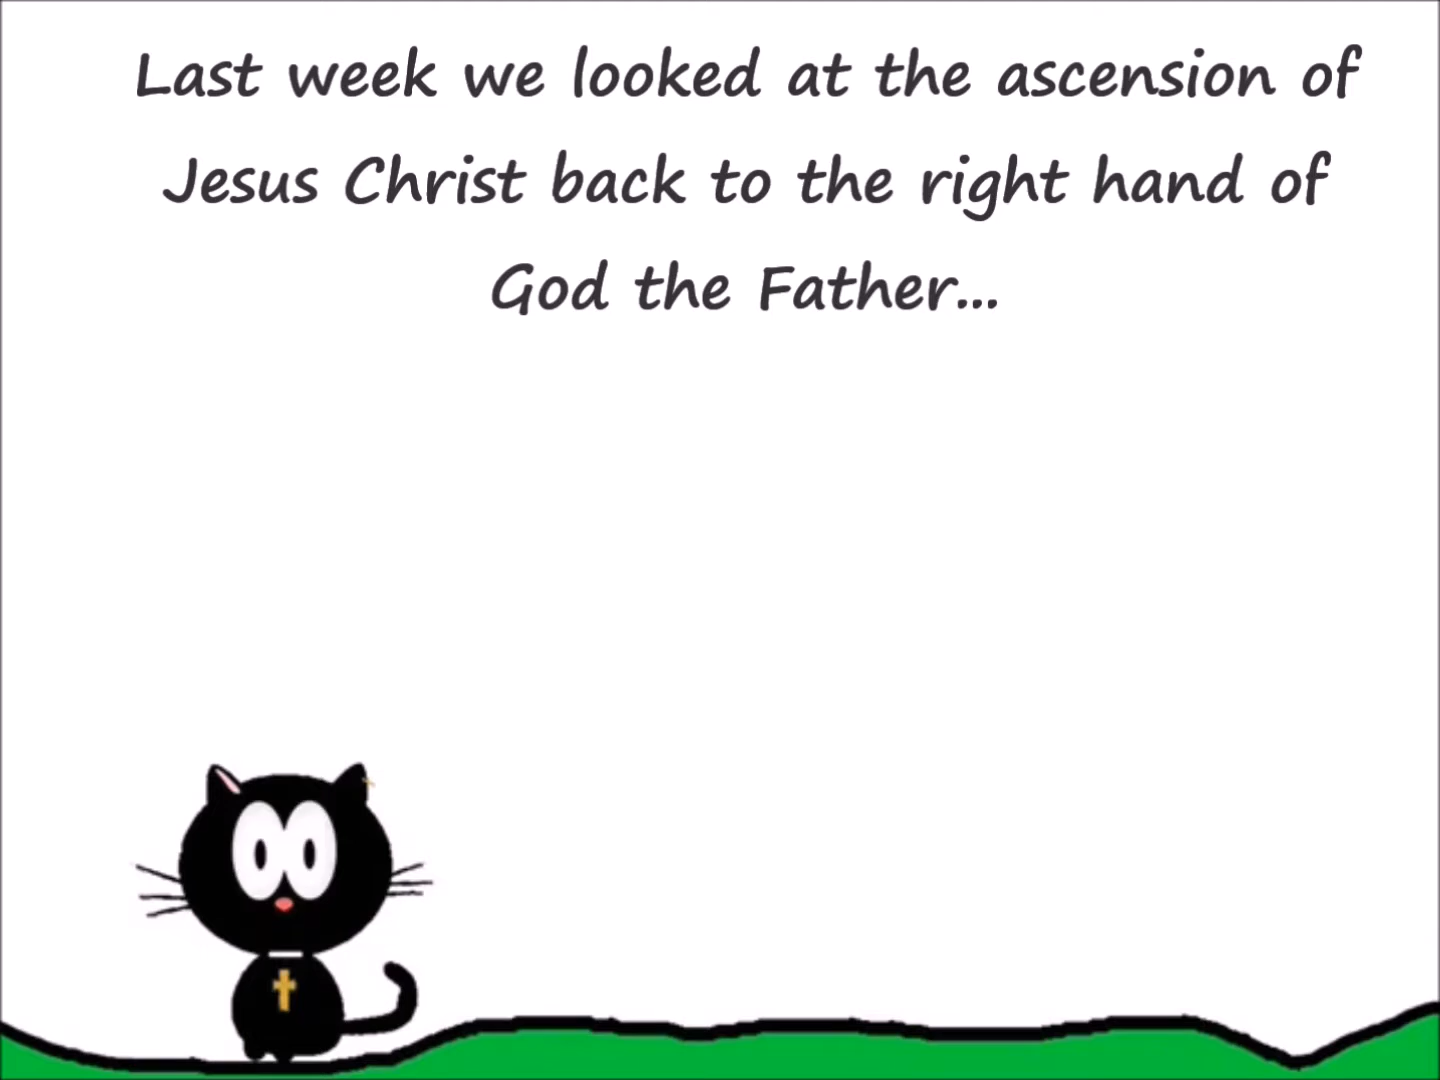 Last week we looked at the ascension of
Jesus Christ back to the right hand of
God the Father...